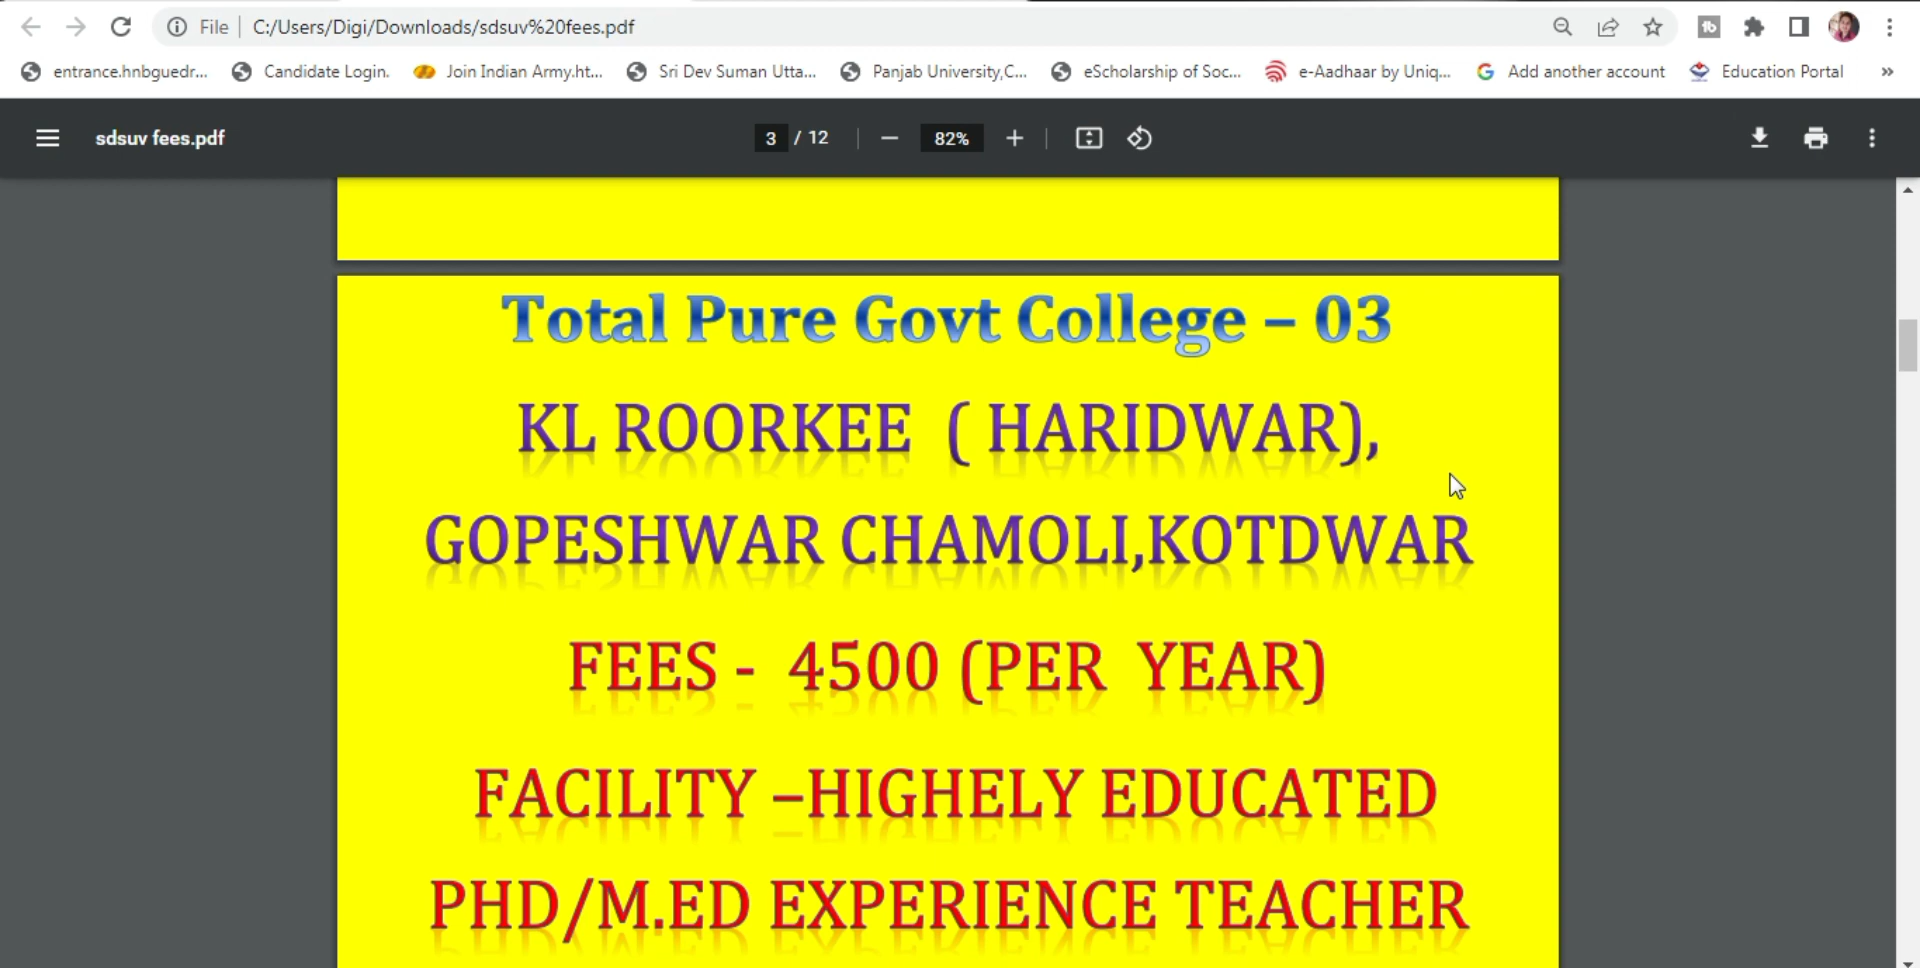 File
C:/Users/Digi/Downloads/sdsuv%20fees.pdf
entrance.hnbguedr...
Candidate Login.
Join Indian Army.ht...
Sri Dev Suman Utta...
Panjab University,C...
eScholarship of Soc...
e-Aadhaar by Uniq...
Add another account
Education Portal
»
sdsuv fees.pdf
3 / 12
82%
Total Pure Govt College – 03
KL ROORKEE ( HARIDWAR),
GOPESHWAR CHAMOLI,KOTDWAR
FEES - 4500 (PER YEAR)
FACILITY –HIGHELY EDUCATED
PHD/M.ED EXPERIENCE TEACHER